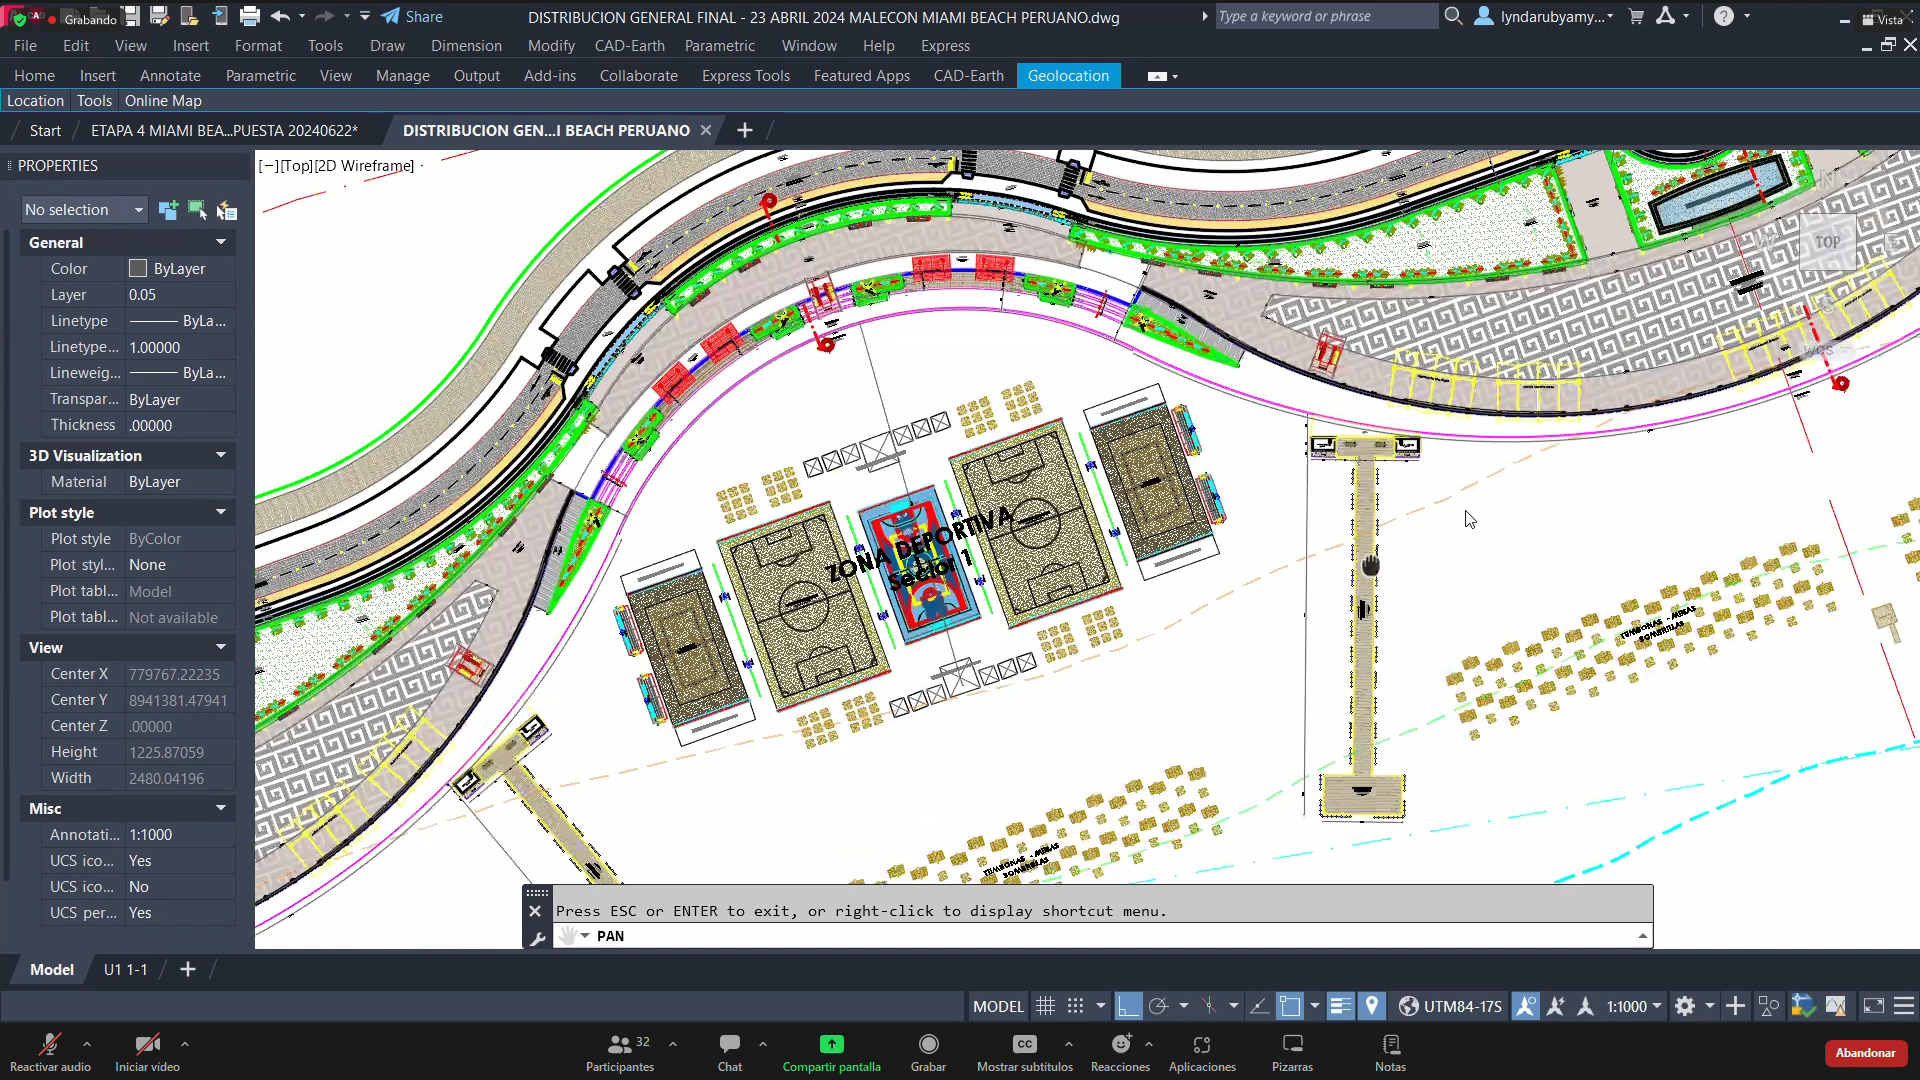 Grabando
Share
DISTRIBUCION GENERAL FINAL - 23 ABRIL 2024 MALECON MIAMI BEACH PERUANO.dwg
Type a keyword or phrase
lyndarubyamy...
Vista
File Edit View Insert Format Tools Draw Dimension Modify CAD-Earth Parametric Window Help Express
Home Insert Annotate Parametric View Manage Output Add-ins Collaborate Express Tools Featured Apps CAD-Earth Geolocation
Location Tools Online Map
Start ETAPA 4 MIAMI BEA...PUESTA 20240622* DISTRIBUCION GEN...I BEACH PERUANO
PROPERTIES
[−][Top][2D Wireframe]
No selection
General
Color ByLayer
Layer 0.05
Linetype ByLa...
Linetype... 1.00000
Lineweig... ByLa...
Transpar... ByLayer
Thickness .00000
3D Visualization
Material ByLayer
Plot style
Plot style ByColor
Plot styl... None
Plot tabl... Model
Plot tabl... Not available
View
Center X 779767.22235
Center Y 8941381.47941
Center Z .00000
Height 1225.87059
Width 2480.04196
Misc
Annotati... 1:1000
UCS ico... Yes
UCS ico... No
UCS per... Yes
TOP
WCS
ZONA DEPORTIVA
Sector 1
Press ESC or ENTER to exit, or right-click to display shortcut menu.
PAN
Model U1 1-1
MODEL UTM84-17S 1:1000
Reactivar audio Iniciar vídeo Participantes 32 Chat Compartir pantalla Grabar Mostrar subtítulos Reacciones Aplicaciones Pizarras Notas Abandonar